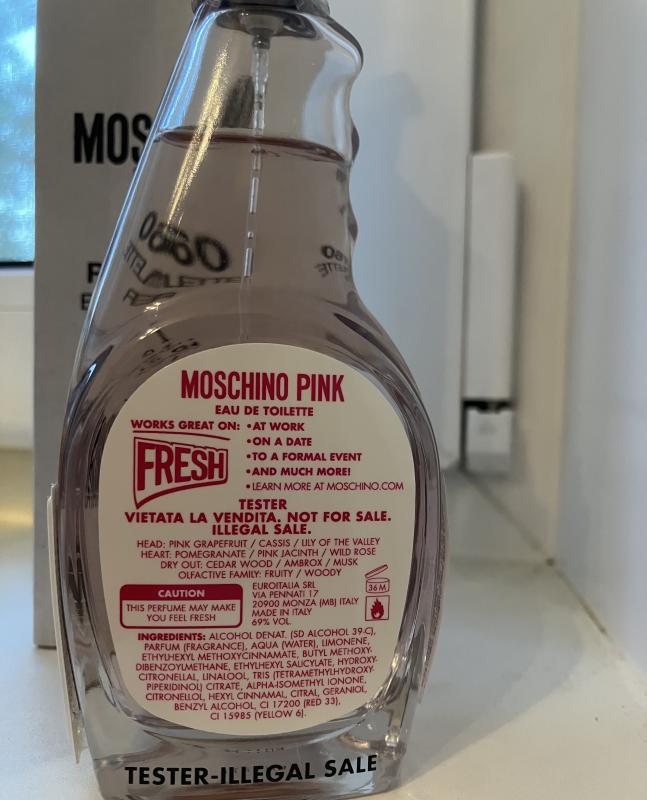 MOS
MOSCHINO PINK
EAU DE TOILETTE
WORKS GREAT ON: •AT WORK
•ON A DATE
•TO A FORMAL EVENT
•AND MUCH MORE!
•LEARN MORE AT MOSCHINO.COM
FRESH
TESTER
VIETATA LA VENDITA. NOT FOR SALE.
ILLEGAL SALE.
HEAD: PINK GRAPEFRUIT / CASSIS / LILY OF THE VALLEY
HEART: POMEGRANATE / PINK JACINTH / WILD ROSE
DRY OUT: CEDAR WOOD / AMBROX / MUSK
OLFACTIVE FAMILY: FRUITY / WOODY
CAUTION
THIS PERFUME MAY MAKE
YOU FEEL FRESH
EUROITALIA SRL
VIA PENNATI 17
20900 MONZA (MB) ITALY
MADE IN ITALY
69% VOL.
36 M
INGREDIENTS: ALCOHOL DENAT. (SD ALCOHOL 39-C),
PARFUM (FRAGRANCE), AQUA (WATER), LIMONENE,
ETHYLHEXYL METHOXYCINNAMATE, BUTYL METHOXY-
DIBENZOYLMETHANE, ETHYLHEXYL SALICYLATE, HYDROXY-
CITRONELLAL, LINALOOL, TRIS (TETRAMETHYLHYDROXY-
PIPERIDINOL) CITRATE, ALPHA-ISOMETHYL IONONE,
CITRONELLOL, HEXYL CINNAMAL, CITRAL, GERANIOL,
BENZYL ALCOHOL, CI 17200 (RED 33),
CI 15985 (YELLOW 6).
TESTER-ILLEGAL SALE